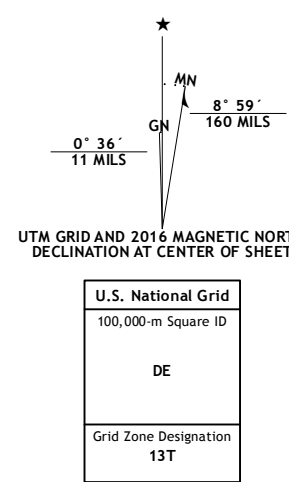 MN
GN
8° 59´
160 MILS
0° 36´
11 MILS
UTM GRID AND 2016 MAGNETIC NORT
DECLINATION AT CENTER OF SHEET
U.S. National Grid
100,000-m Square ID
DE
Grid Zone Designation
13T